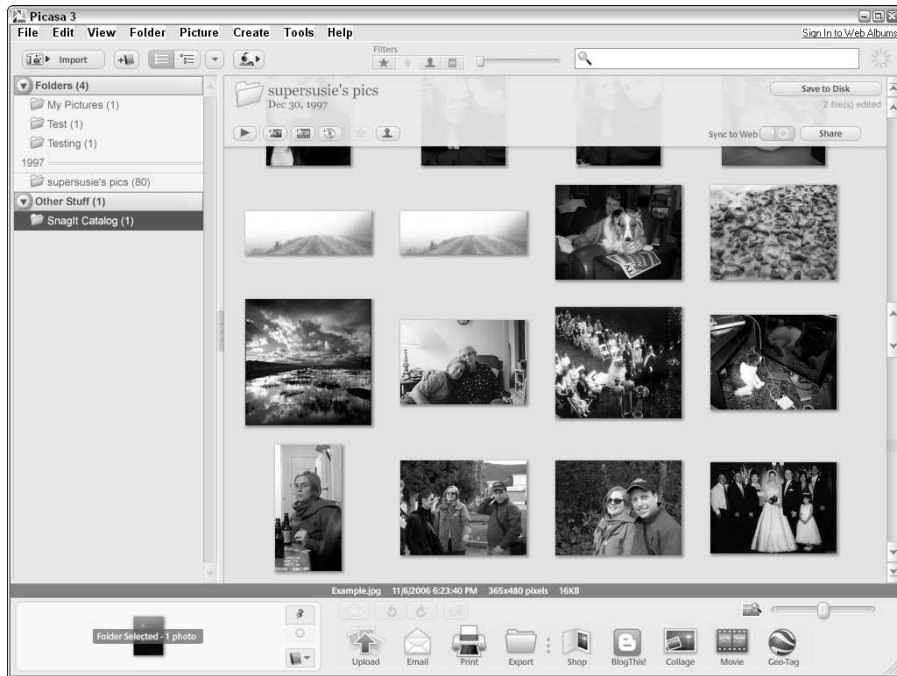 Picasa 3
File Edit View Folder Picture Create Tools Help
Sign In to Web Albums
Import
Filters
Folders (4)
My Pictures (1)
Test (1)
Testing (1)
1997
supersusie's pics (80)
Other Stuff (1)
SnagIt Catalog (1)
supersusie's pics
Dec 30, 1997
Save to Disk
2 file(s) edited
Sync to Web
Share
Example.jpg 11/6/2006 6:23:40 PM 365x480 pixels 16KB
Folder Selected - 1 photo
Upload Email Print Export Shop BlogThis! Collage Movie Geo-Tag